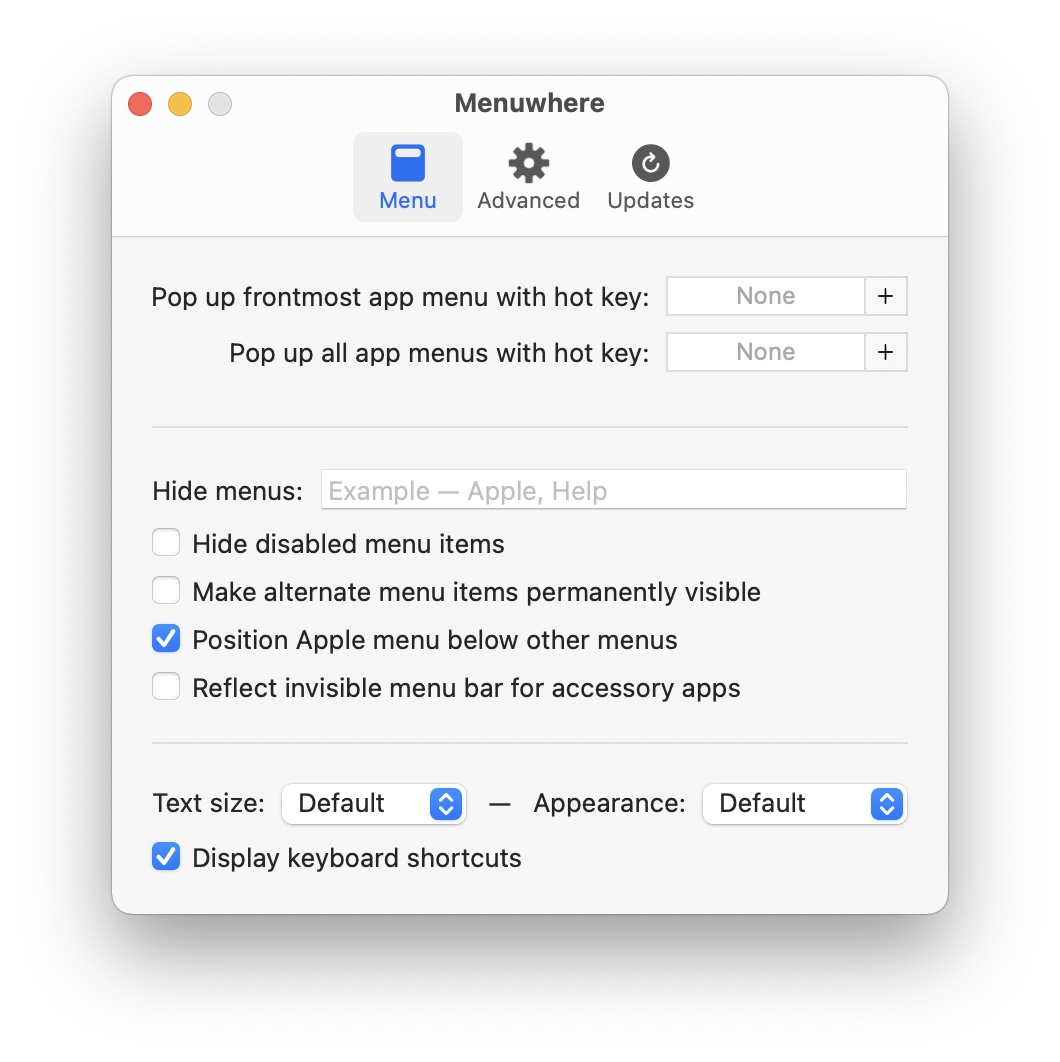 Menuwhere
Menu Advanced Updates
Pop up frontmost app menu with hot key: None +
Pop up all app menus with hot key: None +
Hide menus: Example — Apple, Help
Hide disabled menu items
Make alternate menu items permanently visible
Position Apple menu below other menus
Reflect invisible menu bar for accessory apps
Text size: Default — Appearance: Default
Display keyboard shortcuts